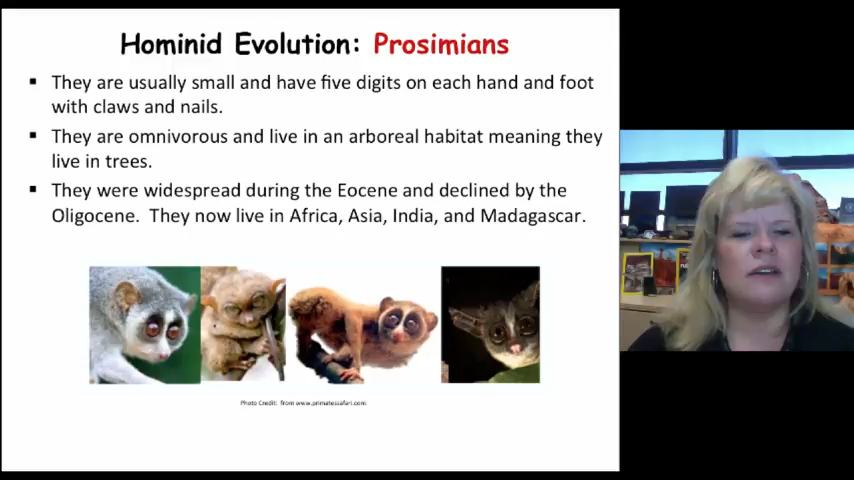 Hominid Evolution: Prosimians
▪ They are usually small and have five digits on each hand and foot
with claws and nails.
▪ They are omnivorous and live in an arboreal habitat meaning they
live in trees.
▪ They were widespread during the Eocene and declined by the
Oligocene. They now live in Africa, Asia, India, and Madagascar.
Photo Credit: from www.primatessafari.com